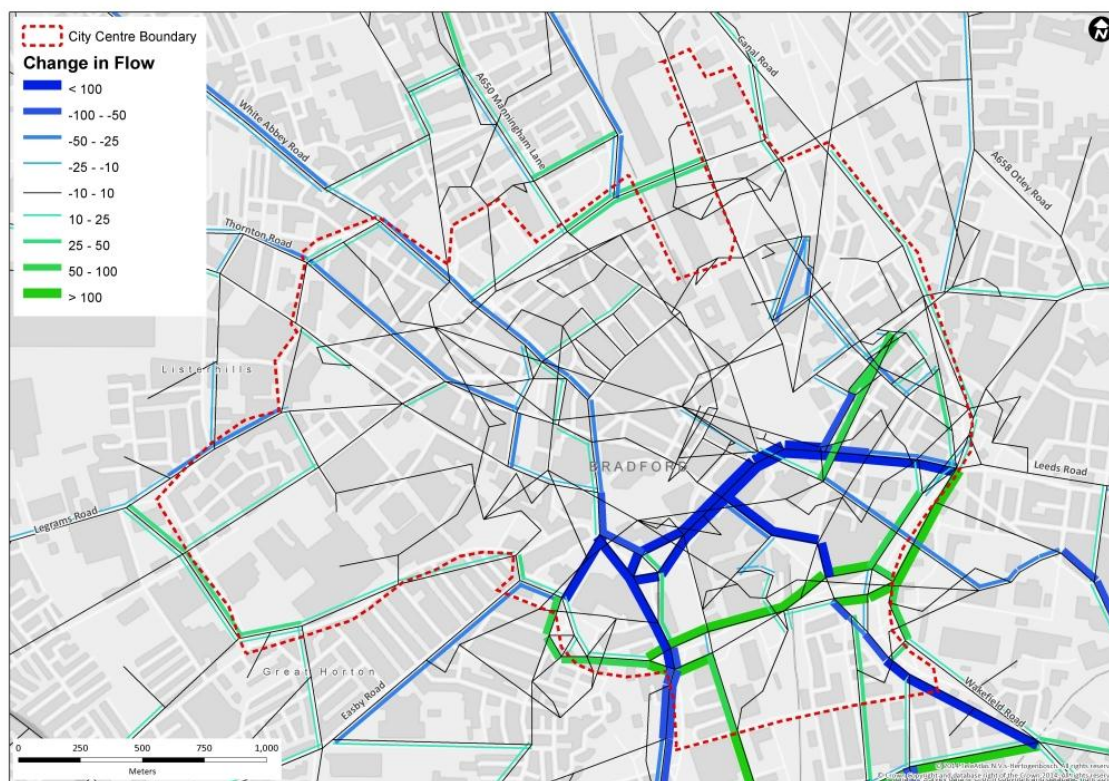 City Centre Boundary
Change in Flow
< 100
-100 - -50
-50 - -25
-25 - -10
-10 - 10
10 - 25
25 - 50
50 - 100
> 100
N
Canal Road
A650 Manningham Lane
White Abbey Road
A658 Otley Road
Thornton Road
Listerhills
BRADFORD
Leeds Road
Legrams Road
Great Horton
Easby Road
Wakefield Road
0 250 500 750 1,000
Meters